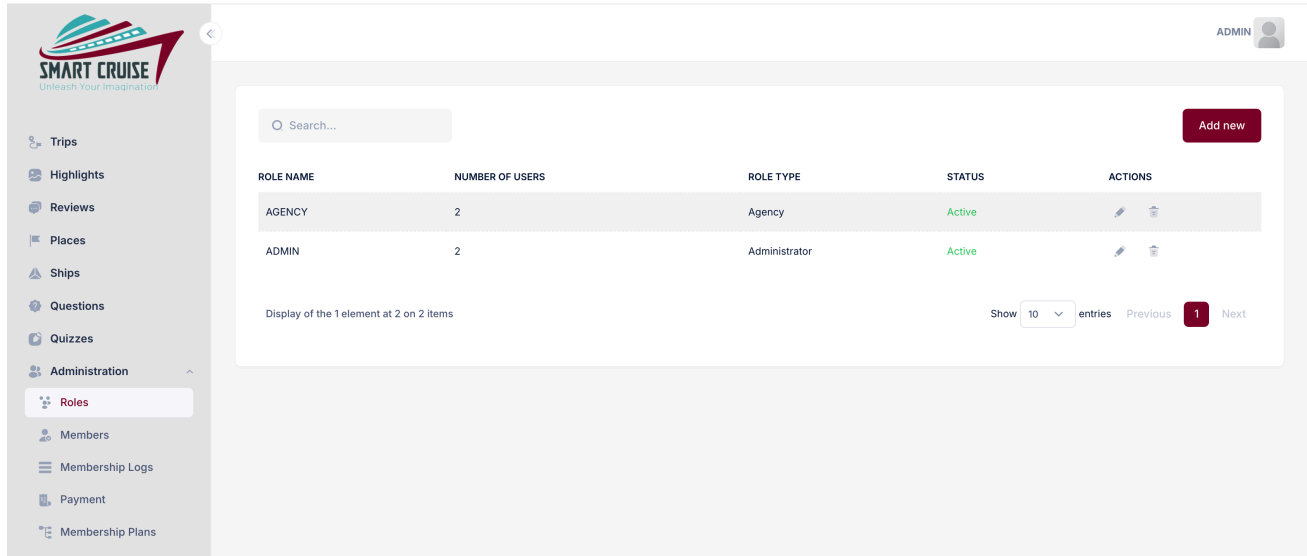 ADMIN
SMART CRUISE
Unleash Your Imagination
Search...
Add new
Trips
Highlights
Reviews
Places
Ships
Questions
Quizzes
Administration
Roles
Members
Membership Logs
Payment
Membership Plans
ROLE NAME NUMBER OF USERS ROLE TYPE STATUS ACTIONS
AGENCY 2 Agency Active
ADMIN 2 Administrator Active
Display of the 1 element at 2 on 2 items
Show 10 entries Previous 1 Next